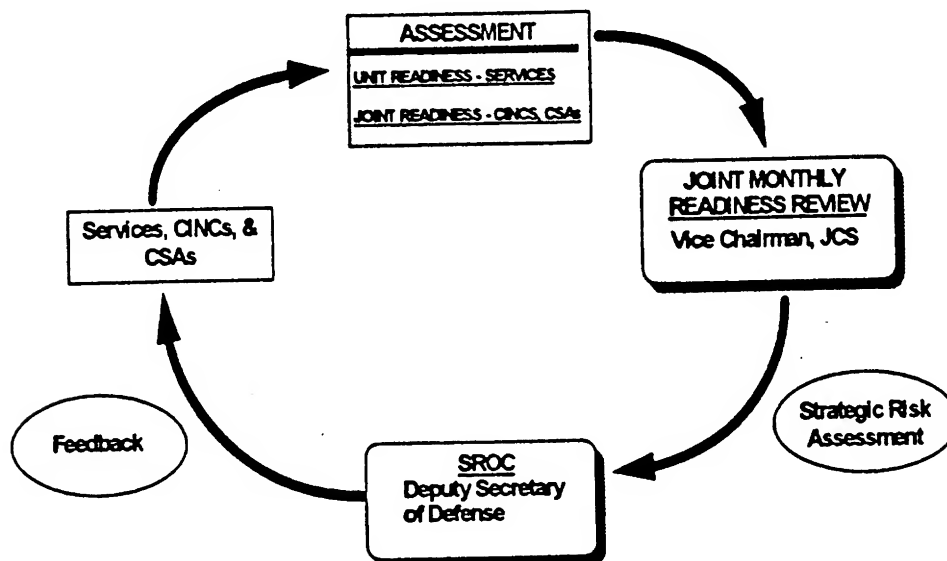 ASSESSMENT
UNIT READINESS - SERVICES
JOINT READINESS - CINCS, CSAs
JOINT MONTHLY
READINESS REVIEW
Vice Chairman, JCS
Services, CINCs, &
CSAs
Strategic Risk
Assessment
Feedback
SROC
Deputy Secretary
of Defense